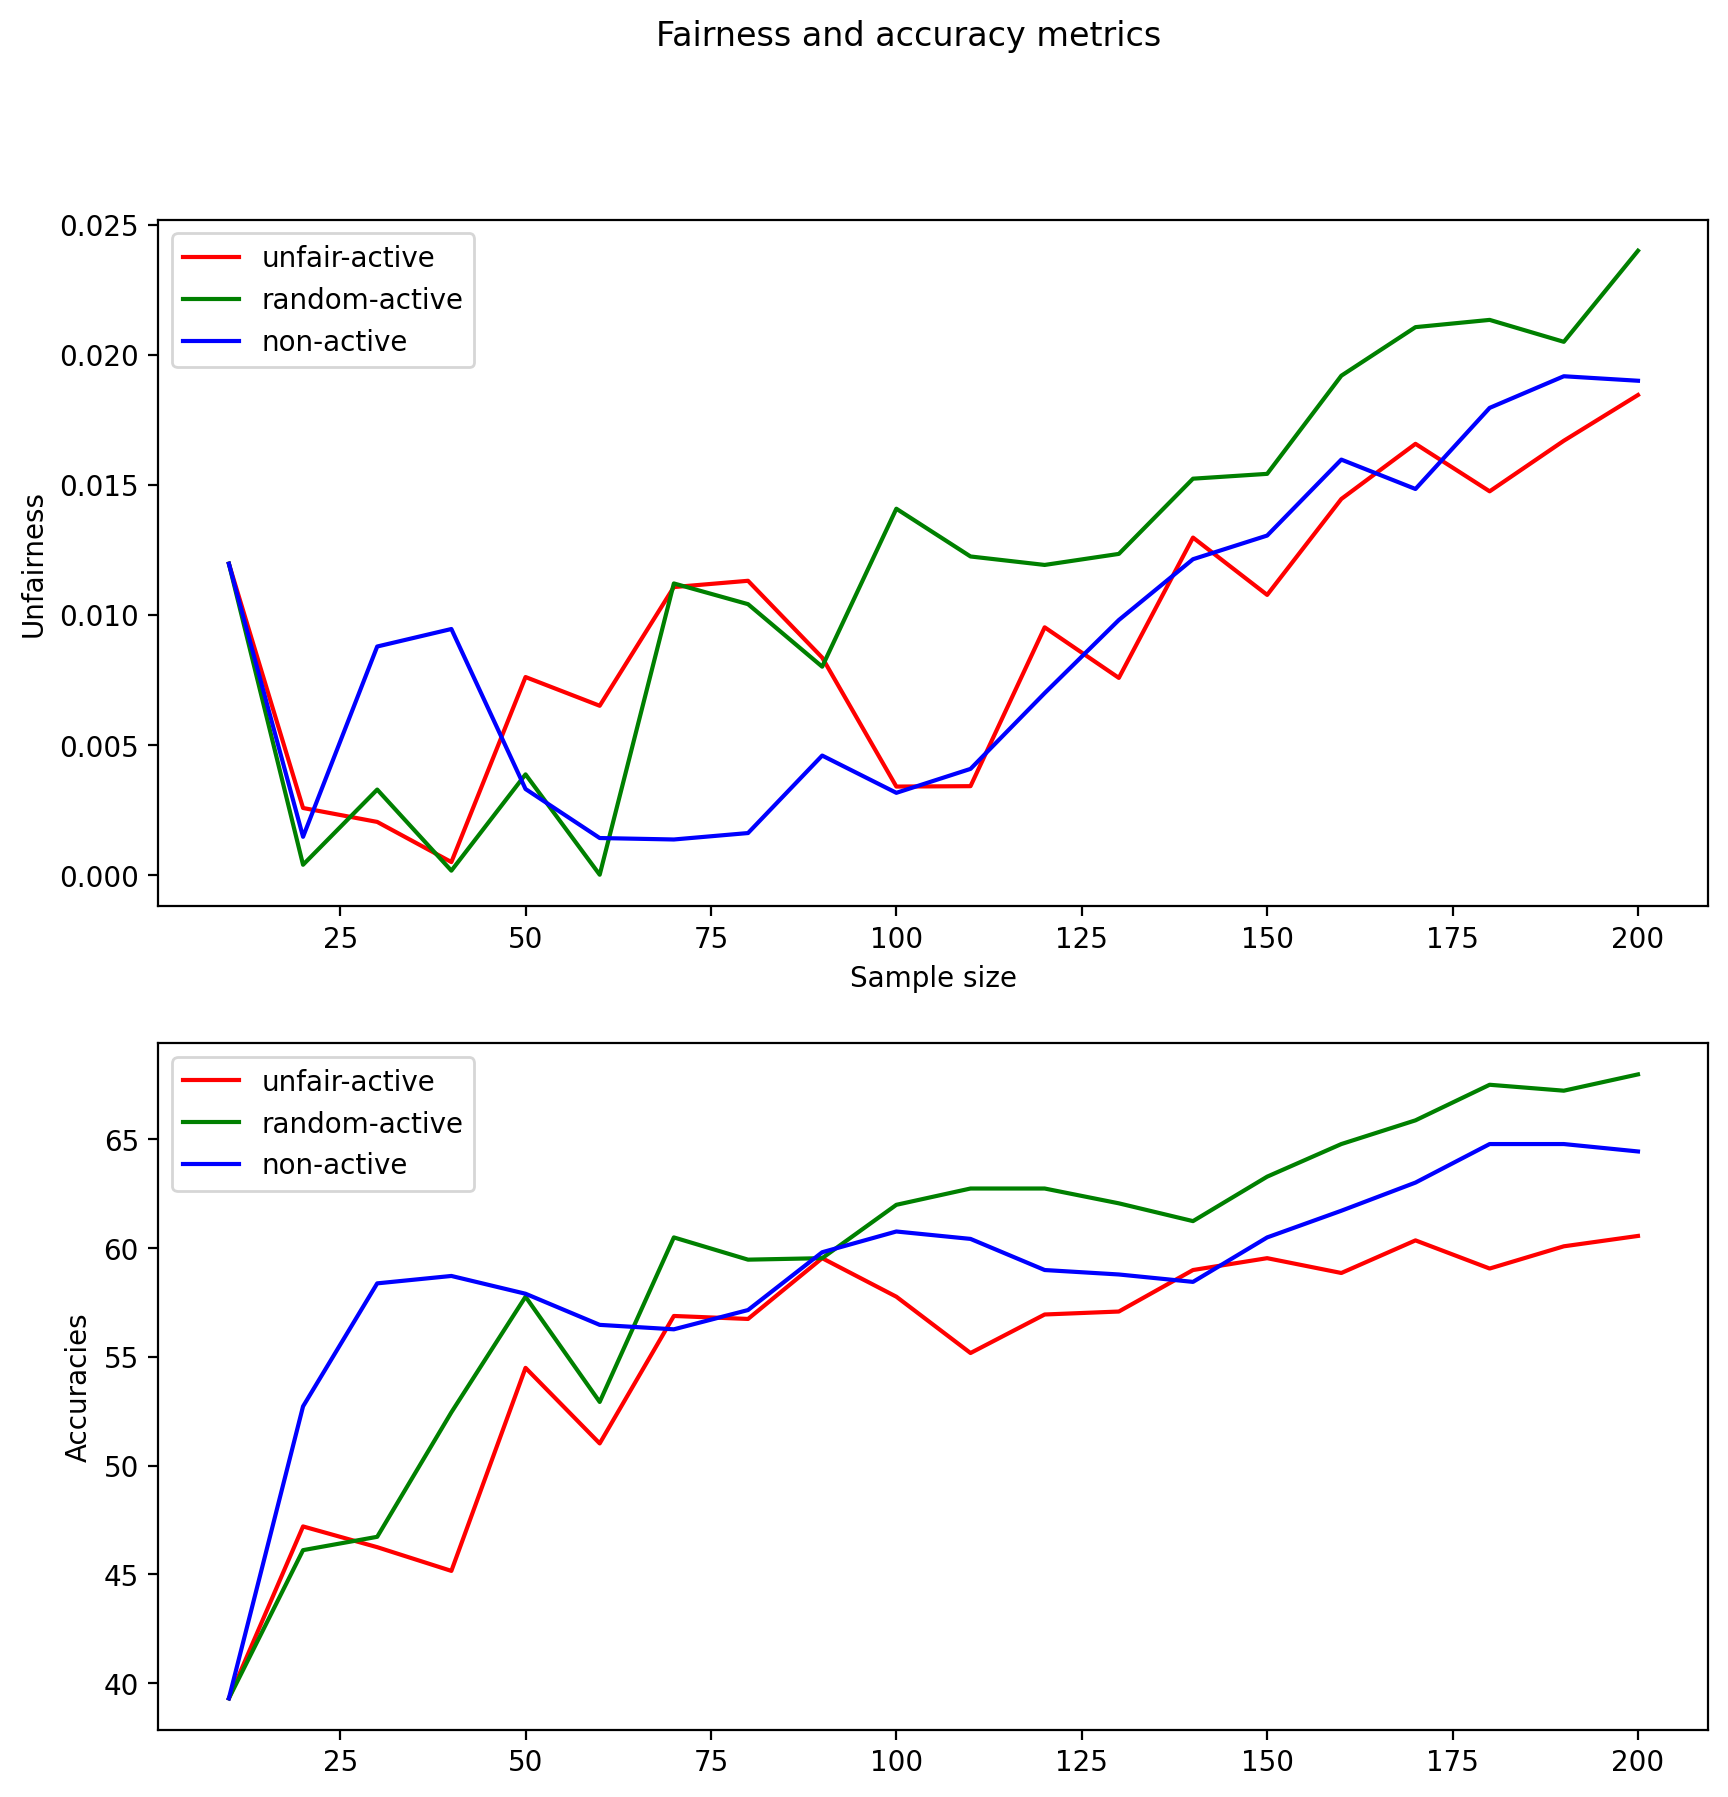 Fairness and accuracy metrics
0.025
0.020
0.015
0.010
0.005
0.000
Unfairness
unfair-active
random-active
non-active
25 50 75 100 125 150 175 200
Sample size
65
60
55
50
45
40
Accuracies
unfair-active
random-active
non-active
25 50 75 100 125 150 175 200